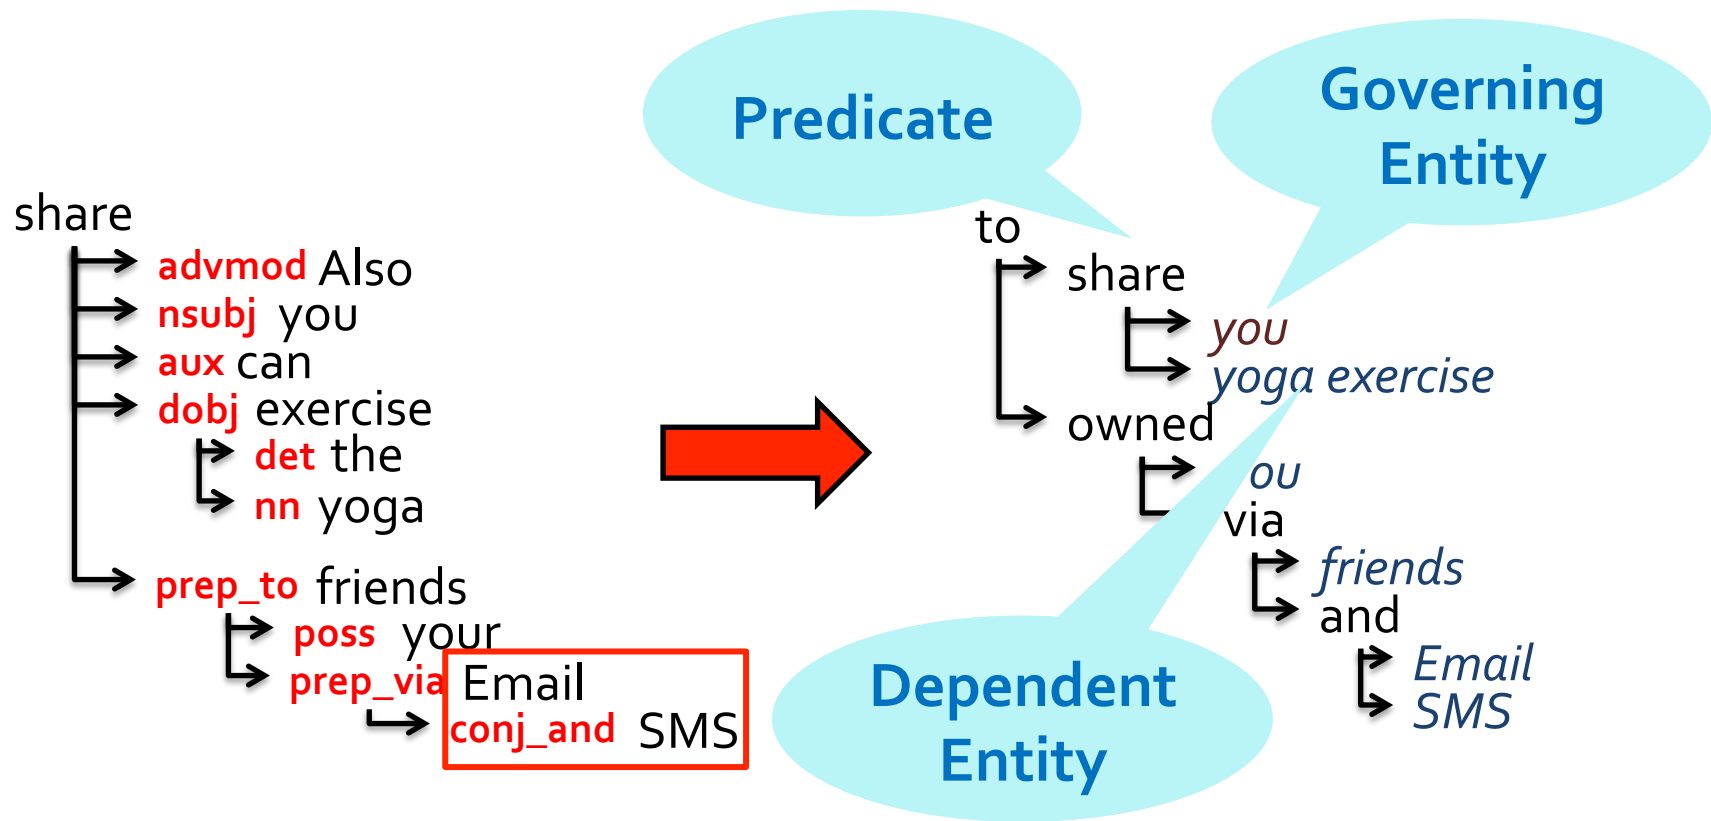 share
advmod Also
nsubj you
aux can
dobj exercise
det the
nn yoga
prep_to friends
poss your
prep_via Email
conj_and SMS
Predicate
Governing
Entity
to
share
you
yoga exercise
owned
ou
via
friends
and
Email
SMS
Dependent
Entity